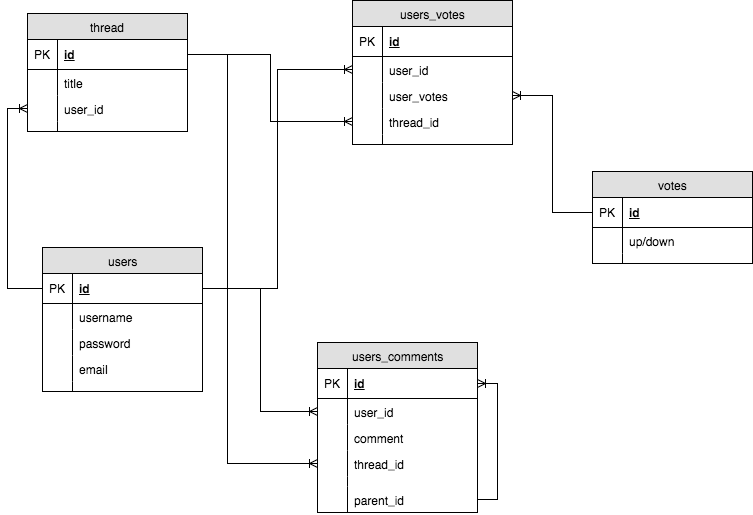 thread
PK id
title
user_id
users_votes
PK id
user_id
user_votes
thread_id
votes
PK id
up/down
users
PK id
username
password
email
users_comments
PK id
user_id
comment
thread_id
parent_id